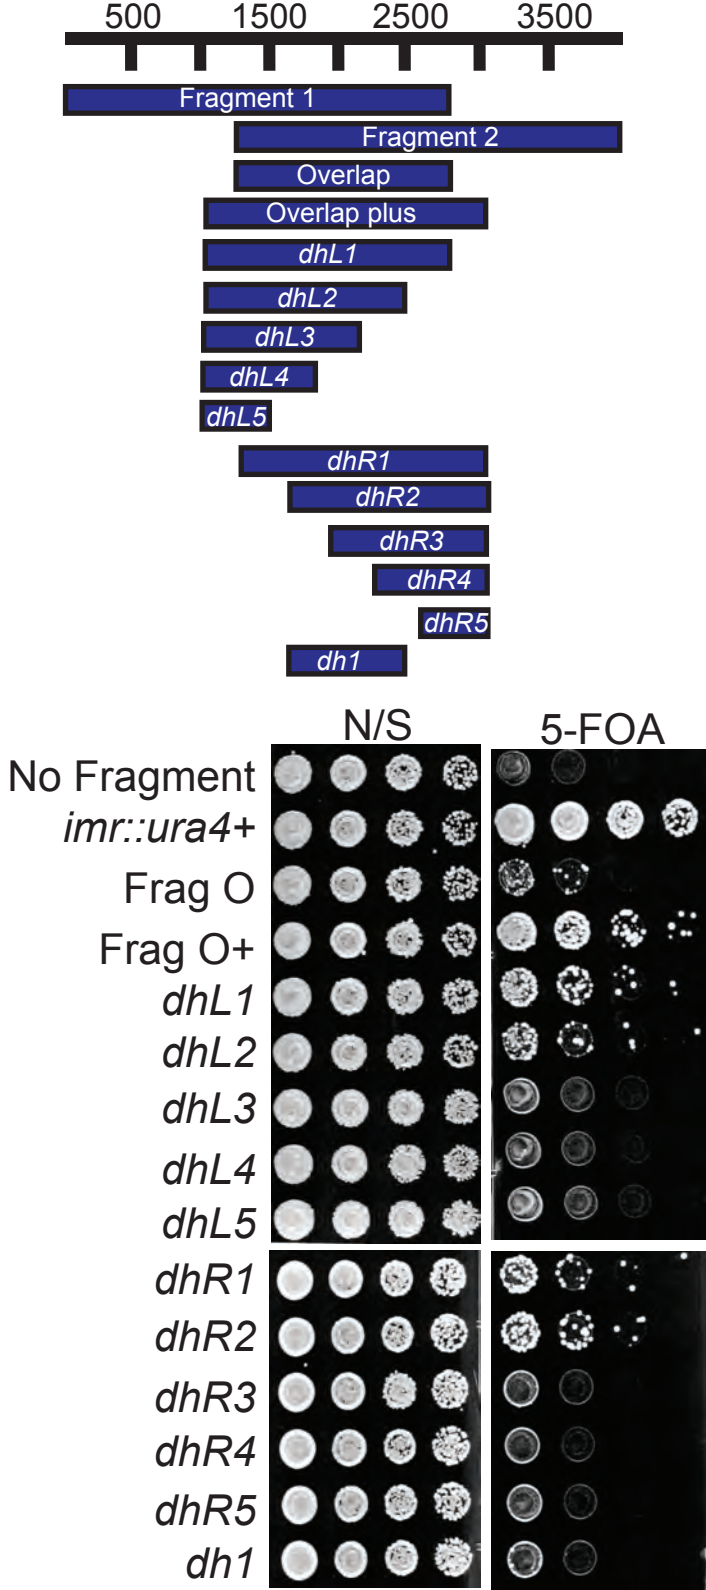 500 1500 2500 3500
Fragment 1
Fragment 2
Overlap
Overlap plus
dhL1
dhL2
dhL3
dhL4
dhL5
dhR1
dhR2
dhR3
dhR4
dhR5
dh1
N/S 5-FOA
No Fragment
imr::ura4+
Frag O
Frag O+
dhL1
dhL2
dhL3
dhL4
dhL5
dhR1
dhR2
dhR3
dhR4
dhR5
dh1